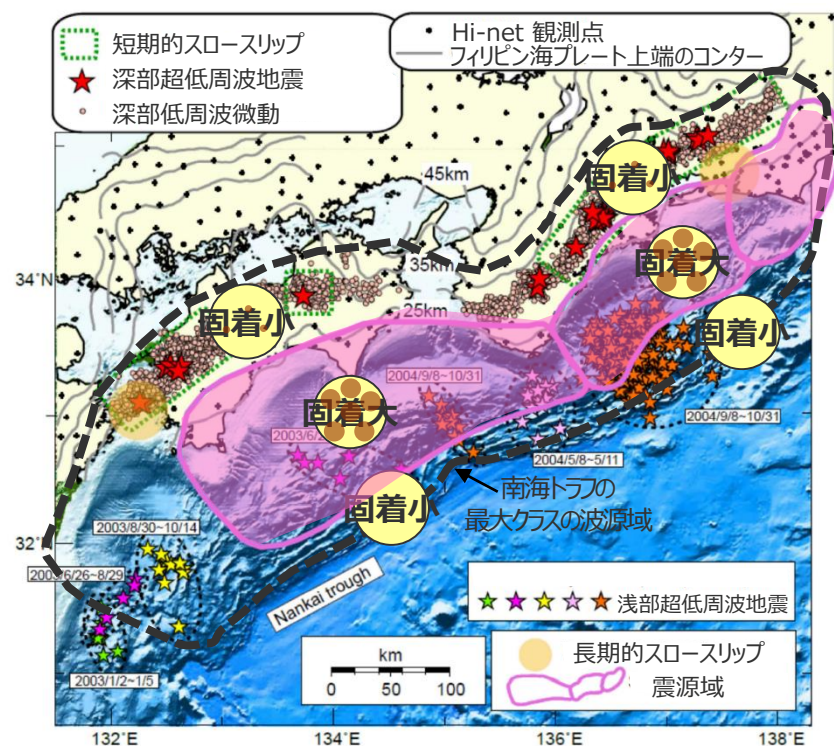 短期的スロースリップ
深部超低周波地震
深部低周波微動
Hi-net 観測点
フィリピン海プレート上端のコンター
45km
固着小
34°N
35km
固着大
25km
固着小
固着小
2004/9/8~10/31
固着大
2003/6/2
2004/9/8~10/31
2004/5/8~5/11
南海トラフの
最大クラスの波源域
固着小
2003/8/30~10/14
32°N
2003/6/26~8/29
Nankai trough
浅部超低周波地震
km
0 50 100
長期的スロースリップ
震源域
2003/1/2~1/5
132°E
134°E
136°E
138°E